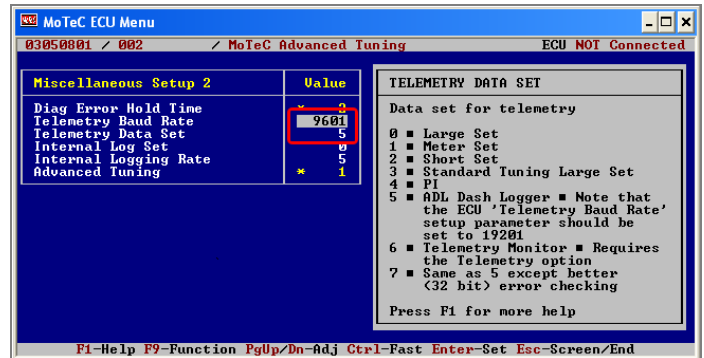 MoTeC ECU Menu
03050801 / 002 / MoTeC Advanced Tuning ECU NOT Connected
Miscellaneous Setup 2 Value
Diag Error Hold Time * 2
Telemetry Baud Rate 9601
Telemetry Data Set 5
Internal Log Set 0
Internal Logging Rate 5
Advanced Tuning * 1
TELEMETRY DATA SET
Data set for telemetry
0 ■ Large Set
1 ■ Meter Set
2 ■ Short Set
3 ■ Standard Tuning Large Set
4 ■ PI
5 ■ ADL Dash Logger ■ Note that
the ECU 'Telemetry Baud Rate'
setup parameter should be
set to 19201
6 ■ Telemetry Monitor ■ Requires
the Telemetry option
7 ■ Same as 5 except better
(32 bit) error checking
Press F1 for more help
F1-Help F9-Function PgUp/Dn-Adj Ctrl-Fast Enter-Set Esc-Screen/End